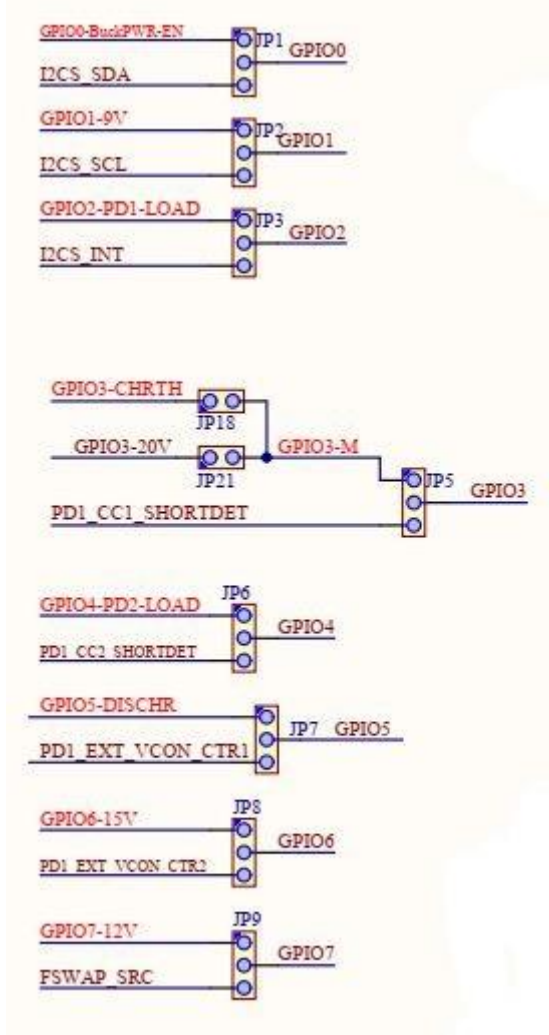 GPIO0-BuckPWR-EN
JP1
GPIO0
I2CS_SDA
GPIO1-9V
JP2
GPIO1
I2CS_SCL
GPIO2-PD1-LOAD
JP3
GPIO2
I2CS_INT
GPIO3-CHRTH
JP18
GPIO3-20V
GPIO3-M
JP21
JP5
GPIO3
PD1_CC1_SHORTDET
JP6
GPIO4-PD2-LOAD
GPIO4
PD1_CC2_SHORTDET
GPIO5-DISCHR
JP7
GPIO5
PD1_EXT_VCON_CTR1
JP8
GPIO6-15V
GPIO6
PD1_EXT_VCON_CTR2
JP9
GPIO7-12V
GPIO7
FSWAP_SRC